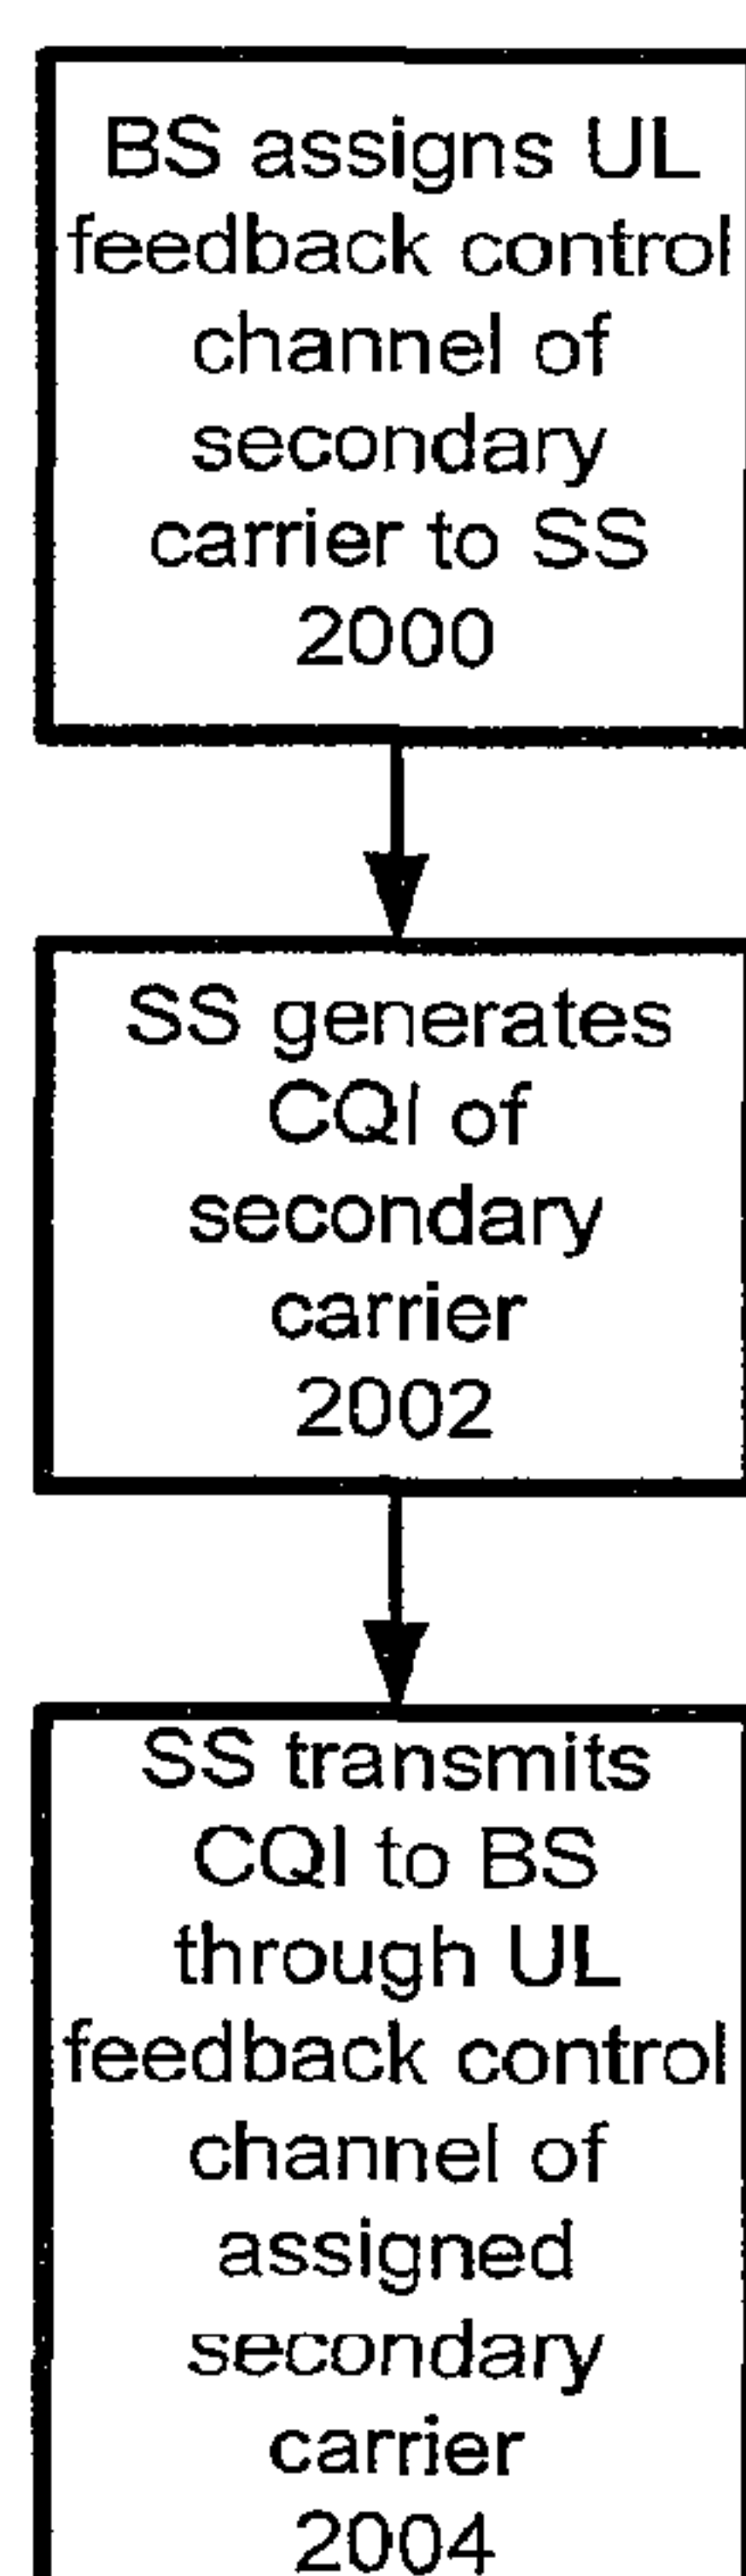 BS assigns UL
feedback control
channel of
secondary
carrier to SS
2000
SS generates
CQI of
secondary
carrier
2002
SS transmits
CQI to BS
through UL
feedback control
channel of
assigned
secondary
carrier
2004